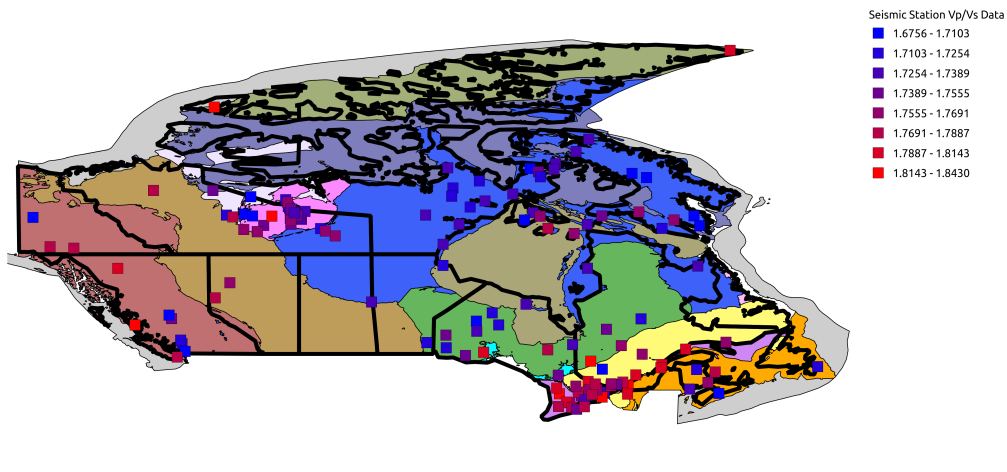 Seismic Station Vp/Vs Data
1.6756 - 1.7103
1.7103 - 1.7254
1.7254 - 1.7389
1.7389 - 1.7555
1.7555 - 1.7691
1.7691 - 1.7887
1.7887 - 1.8143
1.8143 - 1.8430